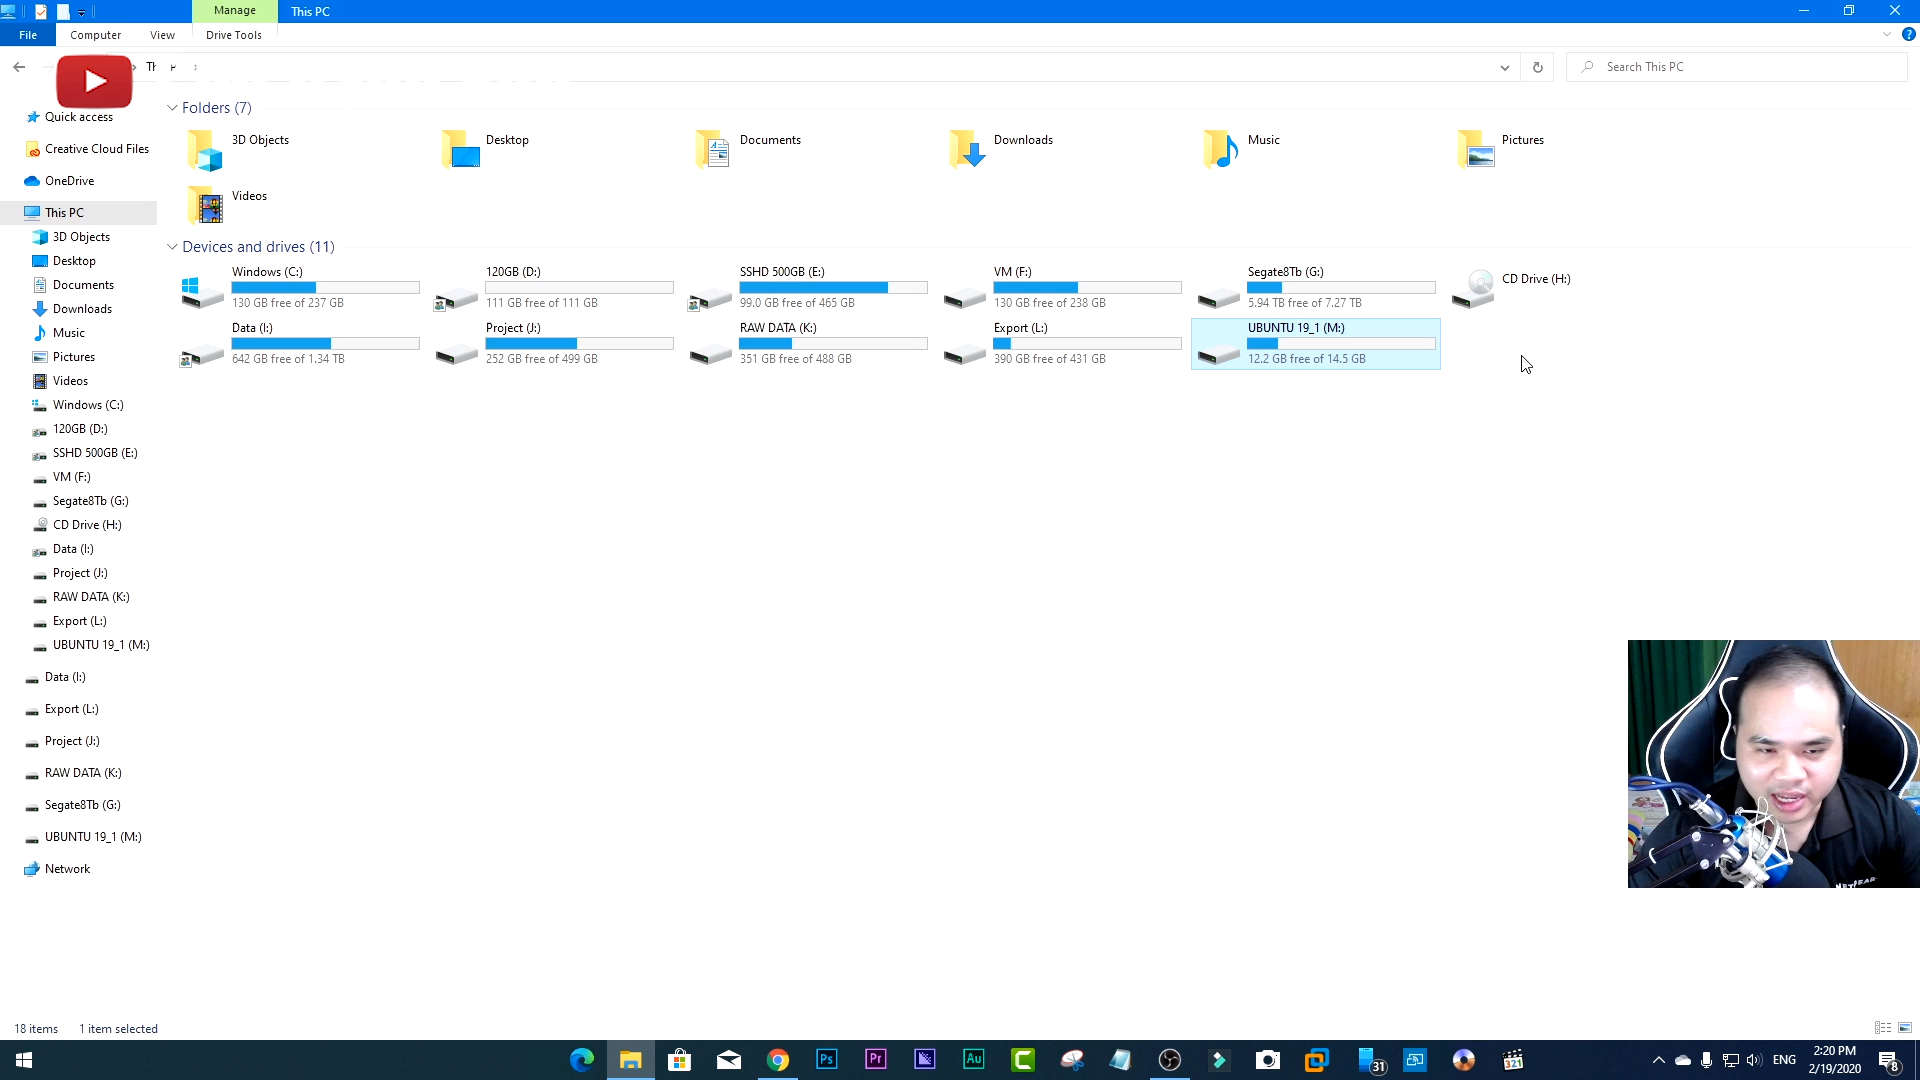 Manage
This PC
File
Computer
View
Drive Tools
Search This PC
Quick access
Creative Cloud Files
OneDrive
This PC
3D Objects
Desktop
Documents
Downloads
Music
Pictures
Videos
Windows (C:)
120GB (D:)
SSHD 500GB (E:)
VM (F:)
Segate8Tb (G:)
CD Drive (H:)
Data (I:)
Project (J:)
RAW DATA (K:)
Export (L:)
UBUNTU 19_1 (M:)
Data (I:)
Export (L:)
Project (J:)
RAW DATA (K:)
Segate8Tb (G:)
UBUNTU 19_1 (M:)
Network
Folders (7)
3D Objects
Desktop
Documents
Downloads
Music
Pictures
Videos
Devices and drives (11)
Windows (C:)
130 GB free of 237 GB
120GB (D:)
111 GB free of 111 GB
SSHD 500GB (E:)
99.0 GB free of 465 GB
VM (F:)
130 GB free of 238 GB
Segate8Tb (G:)
5.94 TB free of 7.27 TB
CD Drive (H:)
Data (I:)
642 GB free of 1.34 TB
Project (J:)
252 GB free of 499 GB
RAW DATA (K:)
351 GB free of 488 GB
Export (L:)
390 GB free of 431 GB
UBUNTU 19_1 (M:)
12.2 GB free of 14.5 GB
NETGEAR
18 items
1 item selected
Ps
Pr
Au
C
31
321
ENG
2:20 PM
2/19/2020
8